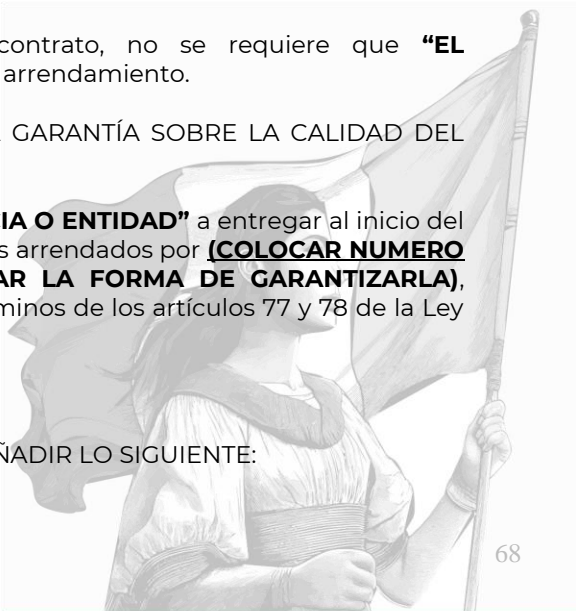 contrato, no se requiere que “EL
arrendamiento.
GARANTÍA SOBRE LA CALIDAD DEL
CIA O ENTIDAD” a entregar al inicio del
s arrendados por (COLOCAR NUMERO
AR LA FORMA DE GARANTIZARLA),
minos de los artículos 77 y 78 de la Ley
ÑADIR LO SIGUIENTE:
68